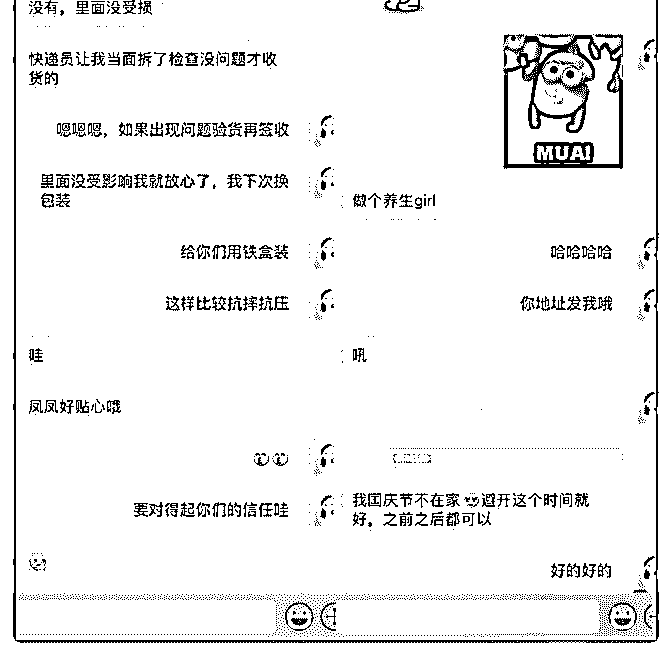 没有，里面没受损
快递员让我当面拆了检查没问题才收
货的
嗯嗯嗯，如果出现问题验货再签收
里面没受影响我就放心了，我下次换
包装
给你们用铁盒装
这样比较抗摔抗压
哇
凤凤好贴心哦
要对得起你们的信任哇
MUA!
做个养生girl
哈哈哈哈
你地址发我哦
吼
我国庆节不在家避开这个时间就
好，之前之后都可以
好的好的